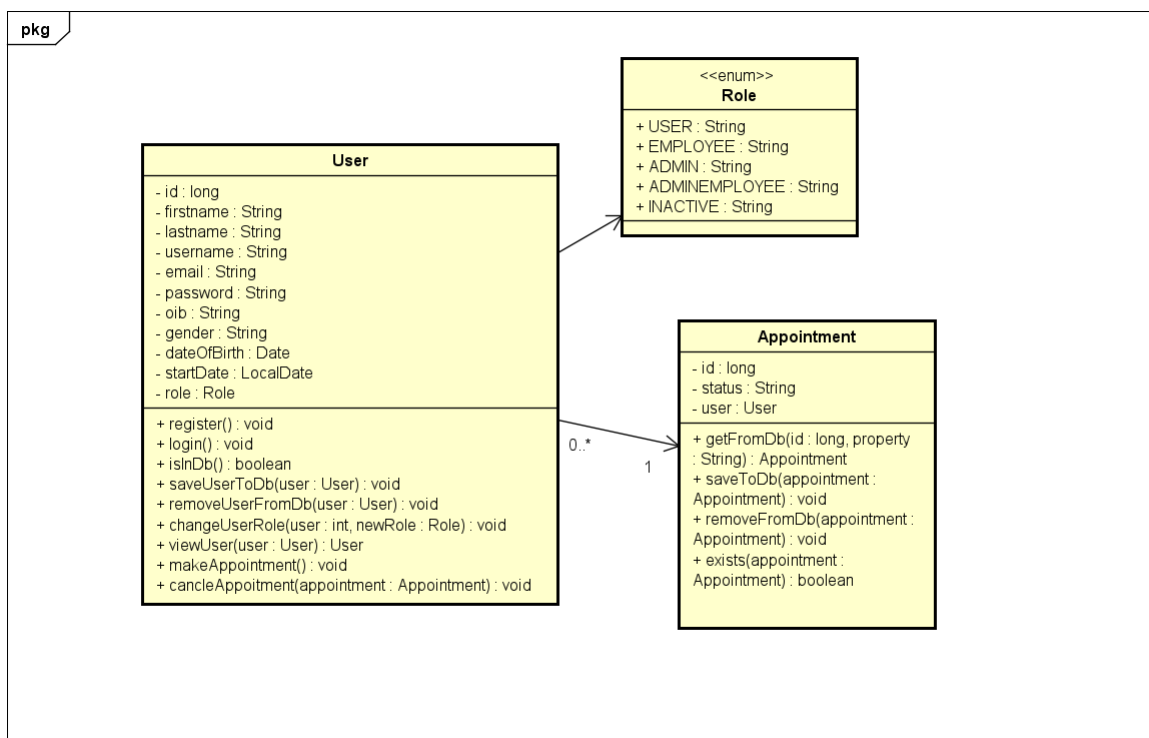 pkg
<<enum>>
Role
+ USER : String
+ EMPLOYEE : String
+ ADMIN : String
+ ADMINEMPLOYEE : String
+ INACTIVE : String
User
- id : long
- firstname : String
- lastname : String
- username : String
- email : String
- password : String
- oib : String
- gender : String
- dateOfBirth : Date
- startDate : LocalDate
- role : Role
+ register() : void
+ login() : void
+ isInDb() : boolean
+ saveUserToDb(user : User) : void
+ removeUserFromDb(user : User) : void
+ changeUserRole(user : int, newRole : Role) : void
+ viewUser(user : User) : User
+ makeAppointment() : void
+ cancleAppoitment(appointment : Appointment) : void
0..*
1
Appointment
- id : long
- status : String
- user : User
+ getFromDb(id : long, property
: String) : Appointment
+ saveToDb(appointment :
Appointment) : void
+ removeFromDb(appointment :
Appointment) : void
+ exists(appointment :
Appointment) : boolean